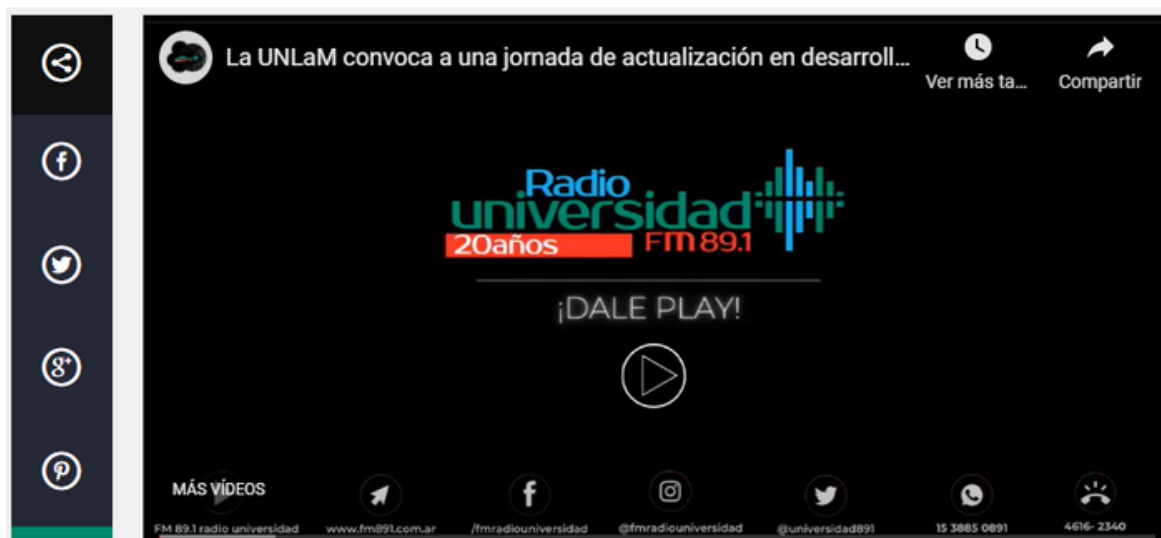 La UNLaM convoca a una jornada de actualización en desarroll...
Ver más ta...
Compartir
Radio
universidad
20años
FM 89.1
¡DALE PLAY!
MÁS VÍDEOS
FM 89.1 radio universidad
www.fm891.com.ar
/fmradiouniversidad
@fmradiouniversidad
@universidad891
15 3885 0891
4616- 2340